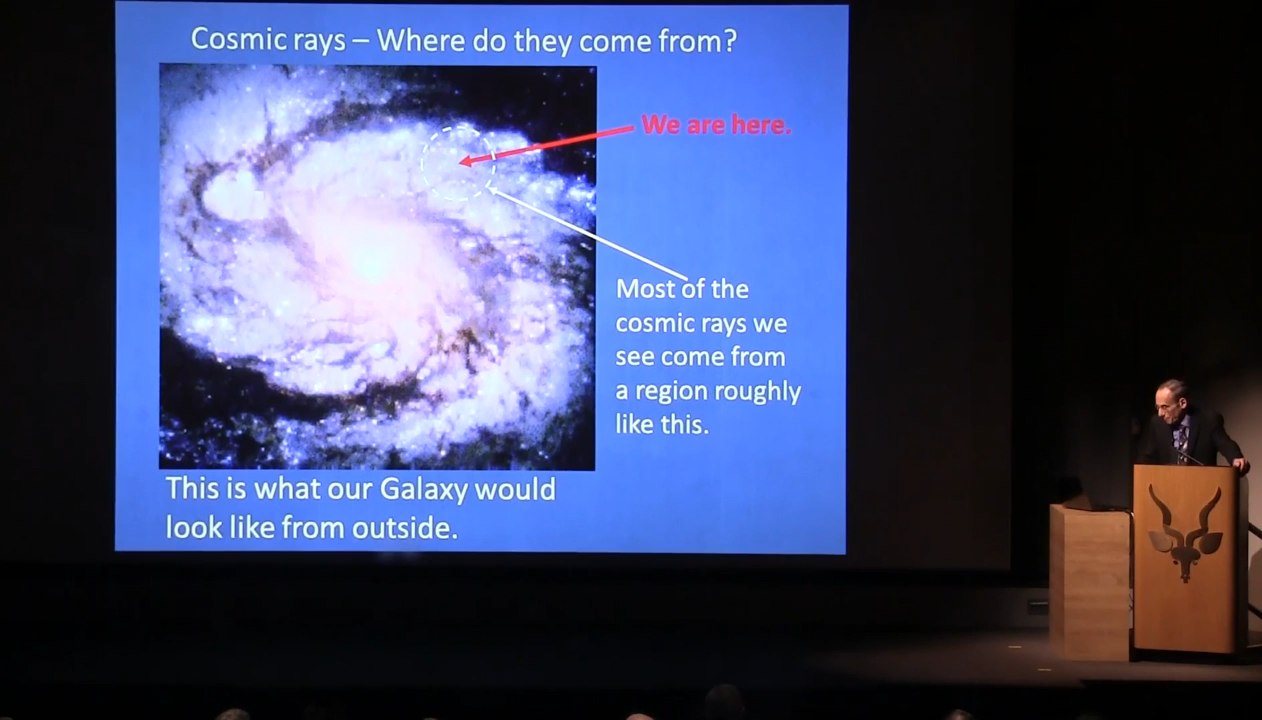 Cosmic rays – Where do they come from?
We are here.
Most of the
cosmic rays we
see come from
a region roughly
like this.
This is what our Galaxy would
look like from outside.